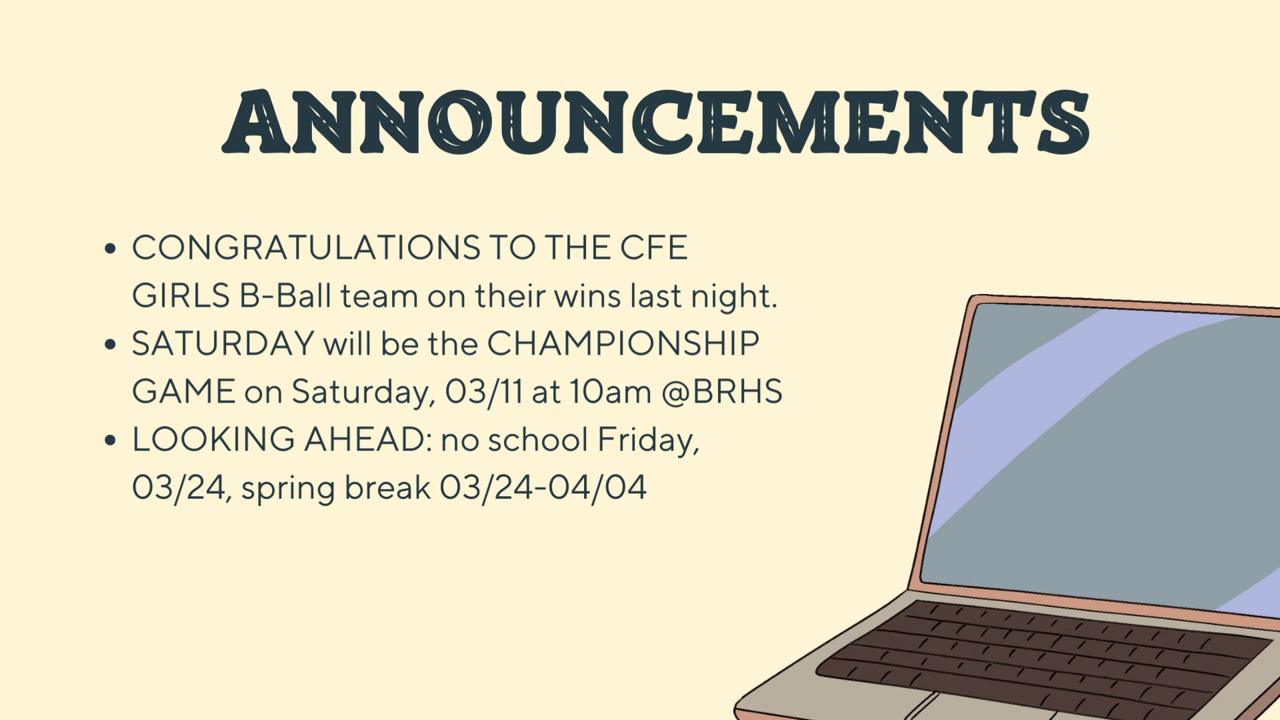 ANNOUNCEMENTS
• CONGRATULATIONS TO THE CFE
GIRLS B-Ball team on their wins last night.
• SATURDAY will be the CHAMPIONSHIP
GAME on Saturday, 03/11 at 10am @BRHS
• LOOKING AHEAD: no school Friday,
03/24, spring break 03/24-04/04